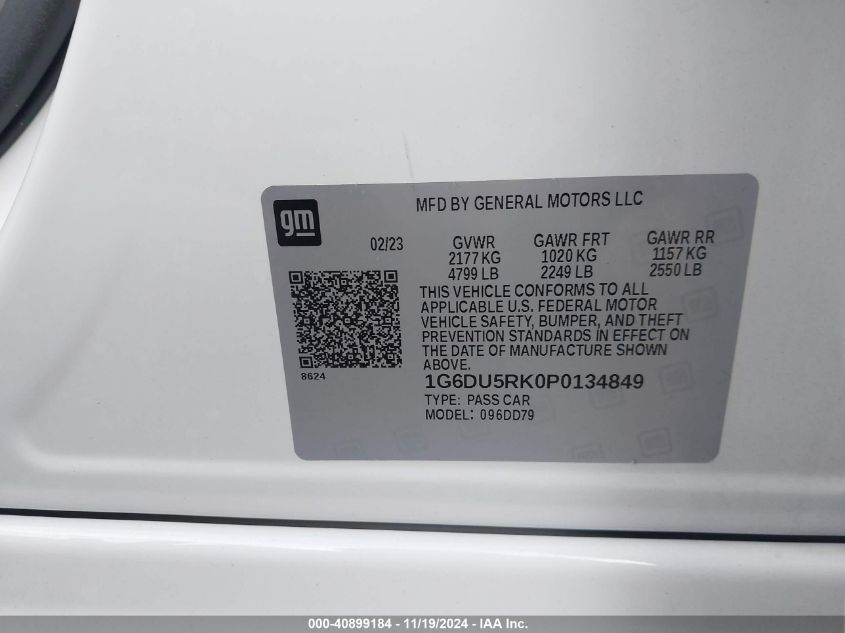 gm
MFD BY GENERAL MOTORS LLC
02/23 GVWR GAWR FRT GAWR RR
2177 KG 1020 KG 1157 KG
4799 LB 2249 LB 2550 LB
THIS VEHICLE CONFORMS TO ALL
APPLICABLE U.S. FEDERAL MOTOR
VEHICLE SAFETY, BUMPER, AND THEFT
PREVENTION STANDARDS IN EFFECT ON
THE DATE OF MANUFACTURE SHOWN
ABOVE.
8624
1G6DU5RK0P0134849
TYPE: PASS CAR
MODEL: 096DD79
000-40899184 - 11/19/2024 - IAA Inc.